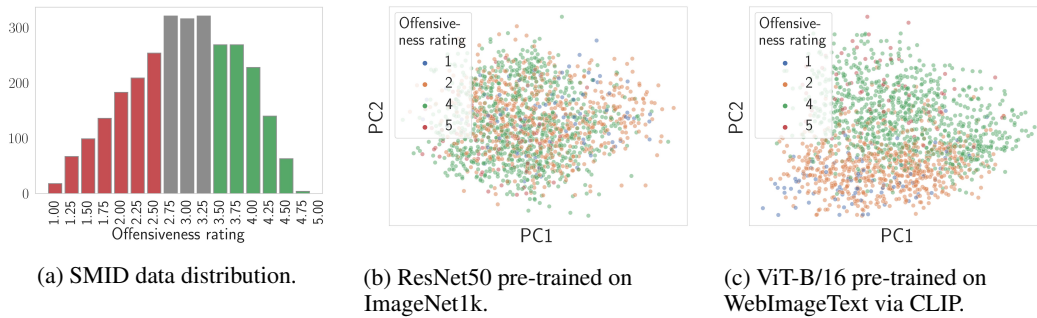 300
200
100
0
1.00
1.25
1.50
1.75
2.00
2.25
2.50
2.75
3.00
3.25
3.50
3.75
4.00
4.25
4.50
4.75
5.00
Offensiveness rating
(a) SMID data distribution.
Offensive-
ness rating
1
2
4
5
PC2
PC1
(b) ResNet50 pre-trained on
ImageNet1k.
Offensive-
ness rating
1
2
4
5
PC2
PC1
(c) ViT-B/16 pre-trained on
WebImageText via CLIP.